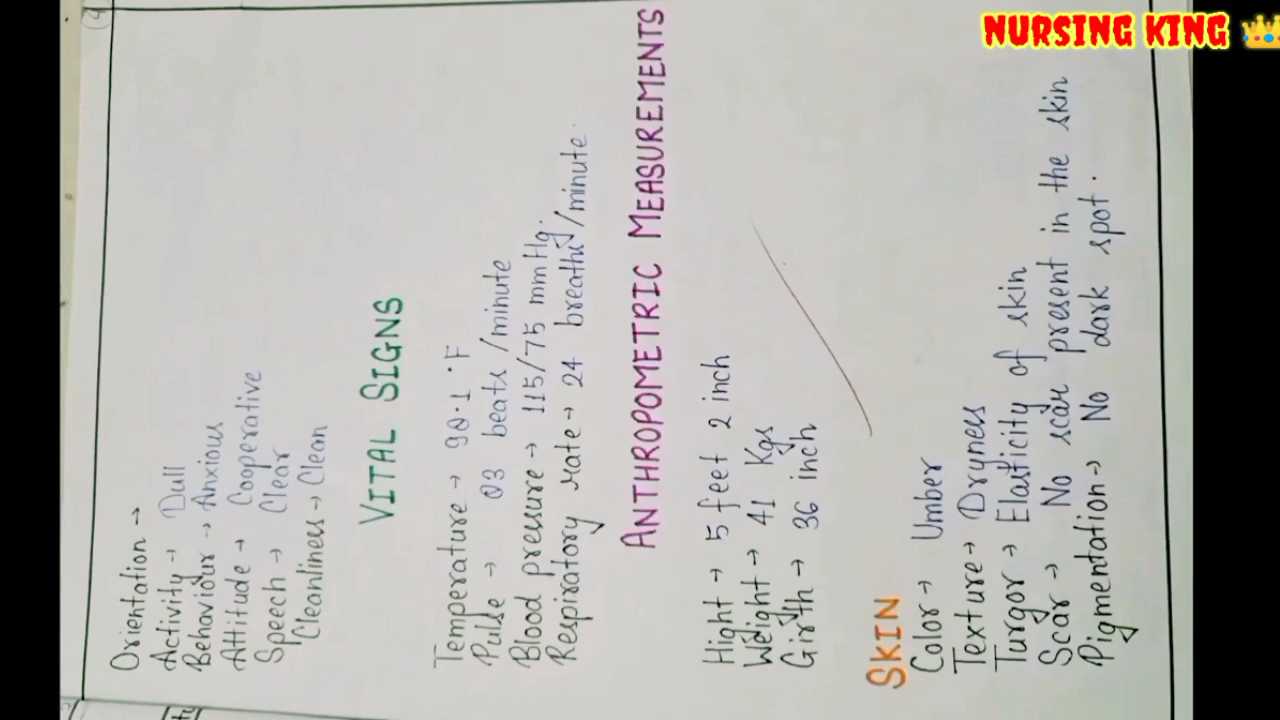 NURSING KING
Orientation →
Activity → Dull
Behaviour → Anxious
Attitude → Cooperative
Speech → Clear
Cleanliness → Clean
VITAL SIGNS
Temperature → 90.1 °F
Pulse → 83 beats/minute
Blood pressure → 115/75 mmHg.
Respiratory rate → 24 breaths/minute.
ANTHROPOMETRIC MEASUREMENTS
Hight → 5 feet 2 inch
Weight → 41 Kgs
Girth → 36 inch
SKIN
Color → Umber
Texture → Dryness
Turgor → Elasticity of skin
Scar → No scar present in the skin
Pigmentation → No dark spot.